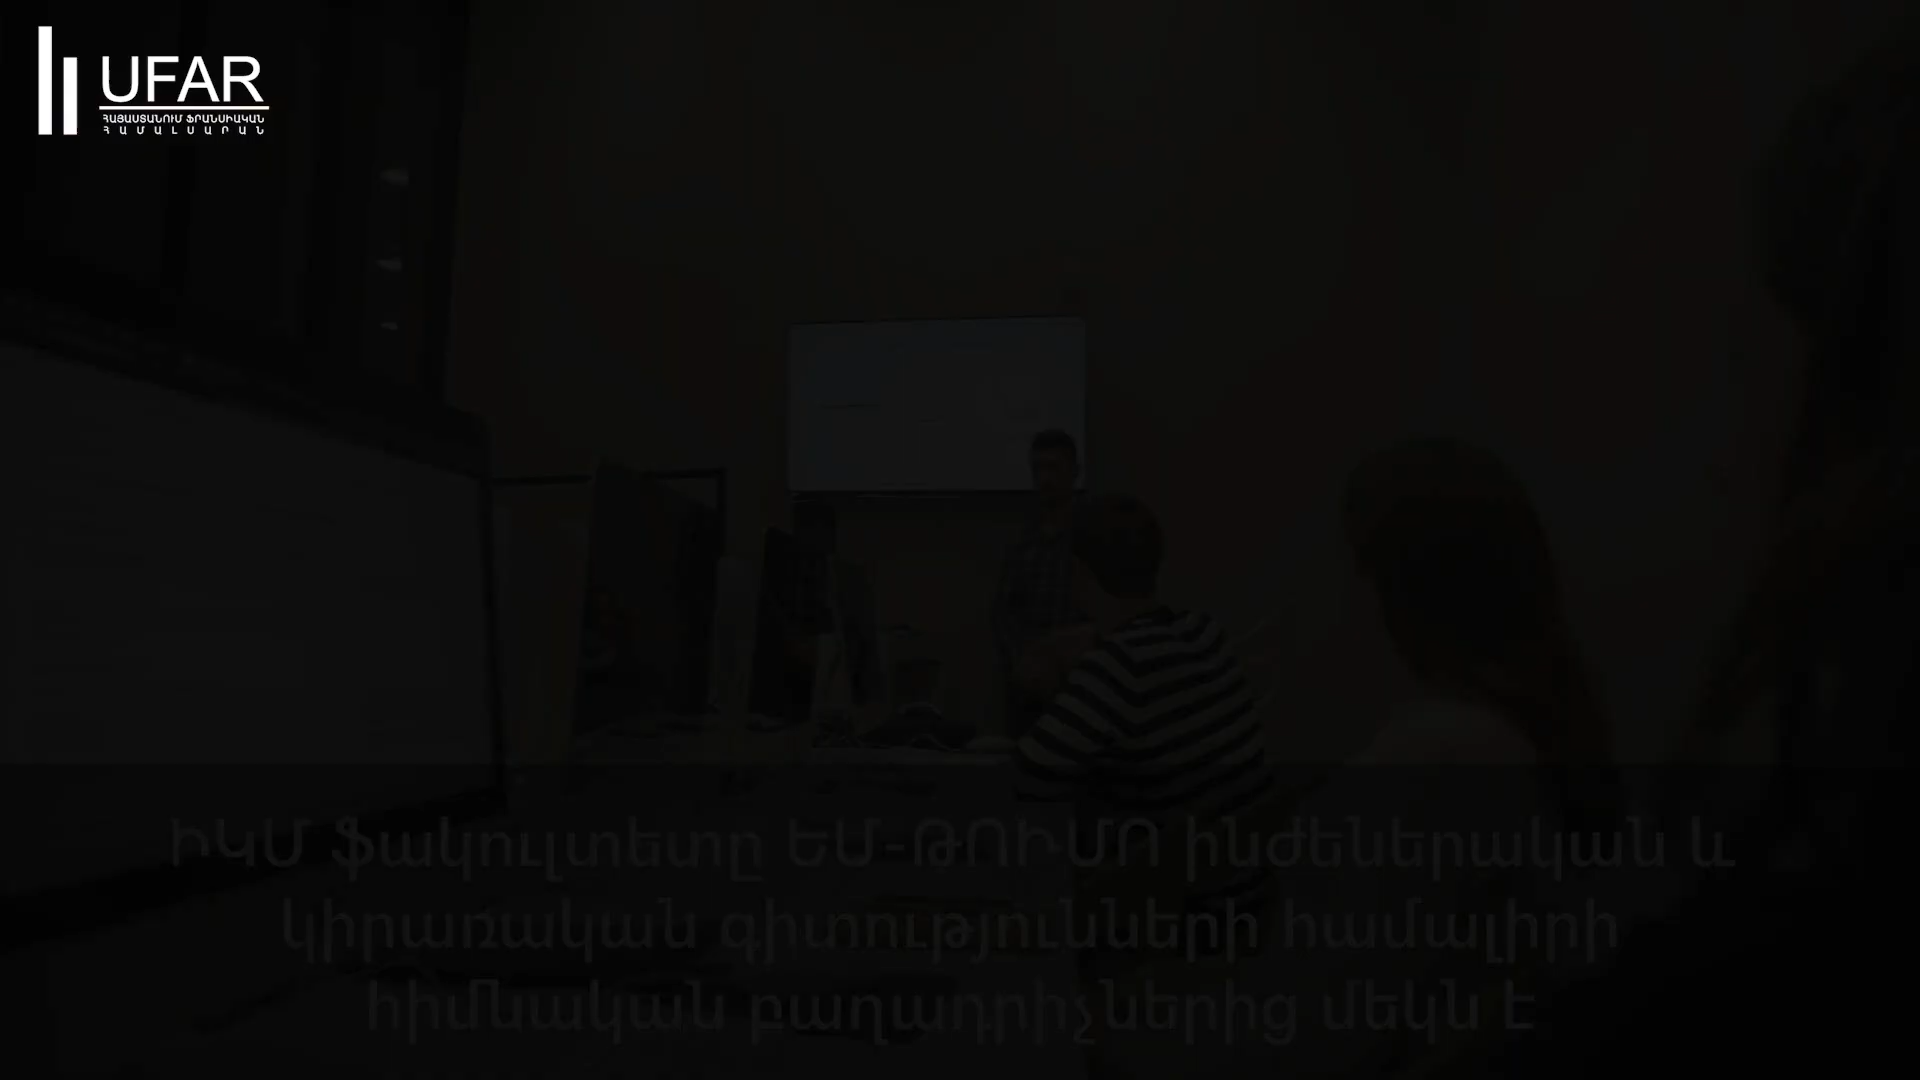 UFAR
ՀԱՅԱՍՏԱՆՈՒՄ ՖՐԱՆՍԻԱԿԱՆ
ՀԱՄԱԼՍԱՐԱՆ
ԻԿՄ ֆակուլտետը ԵՄ-ԹՈՒՄՈ ինժեներական և
կիրառական գիտությունների համալիրի
հիմնական բաղադրիչներից մեկն է